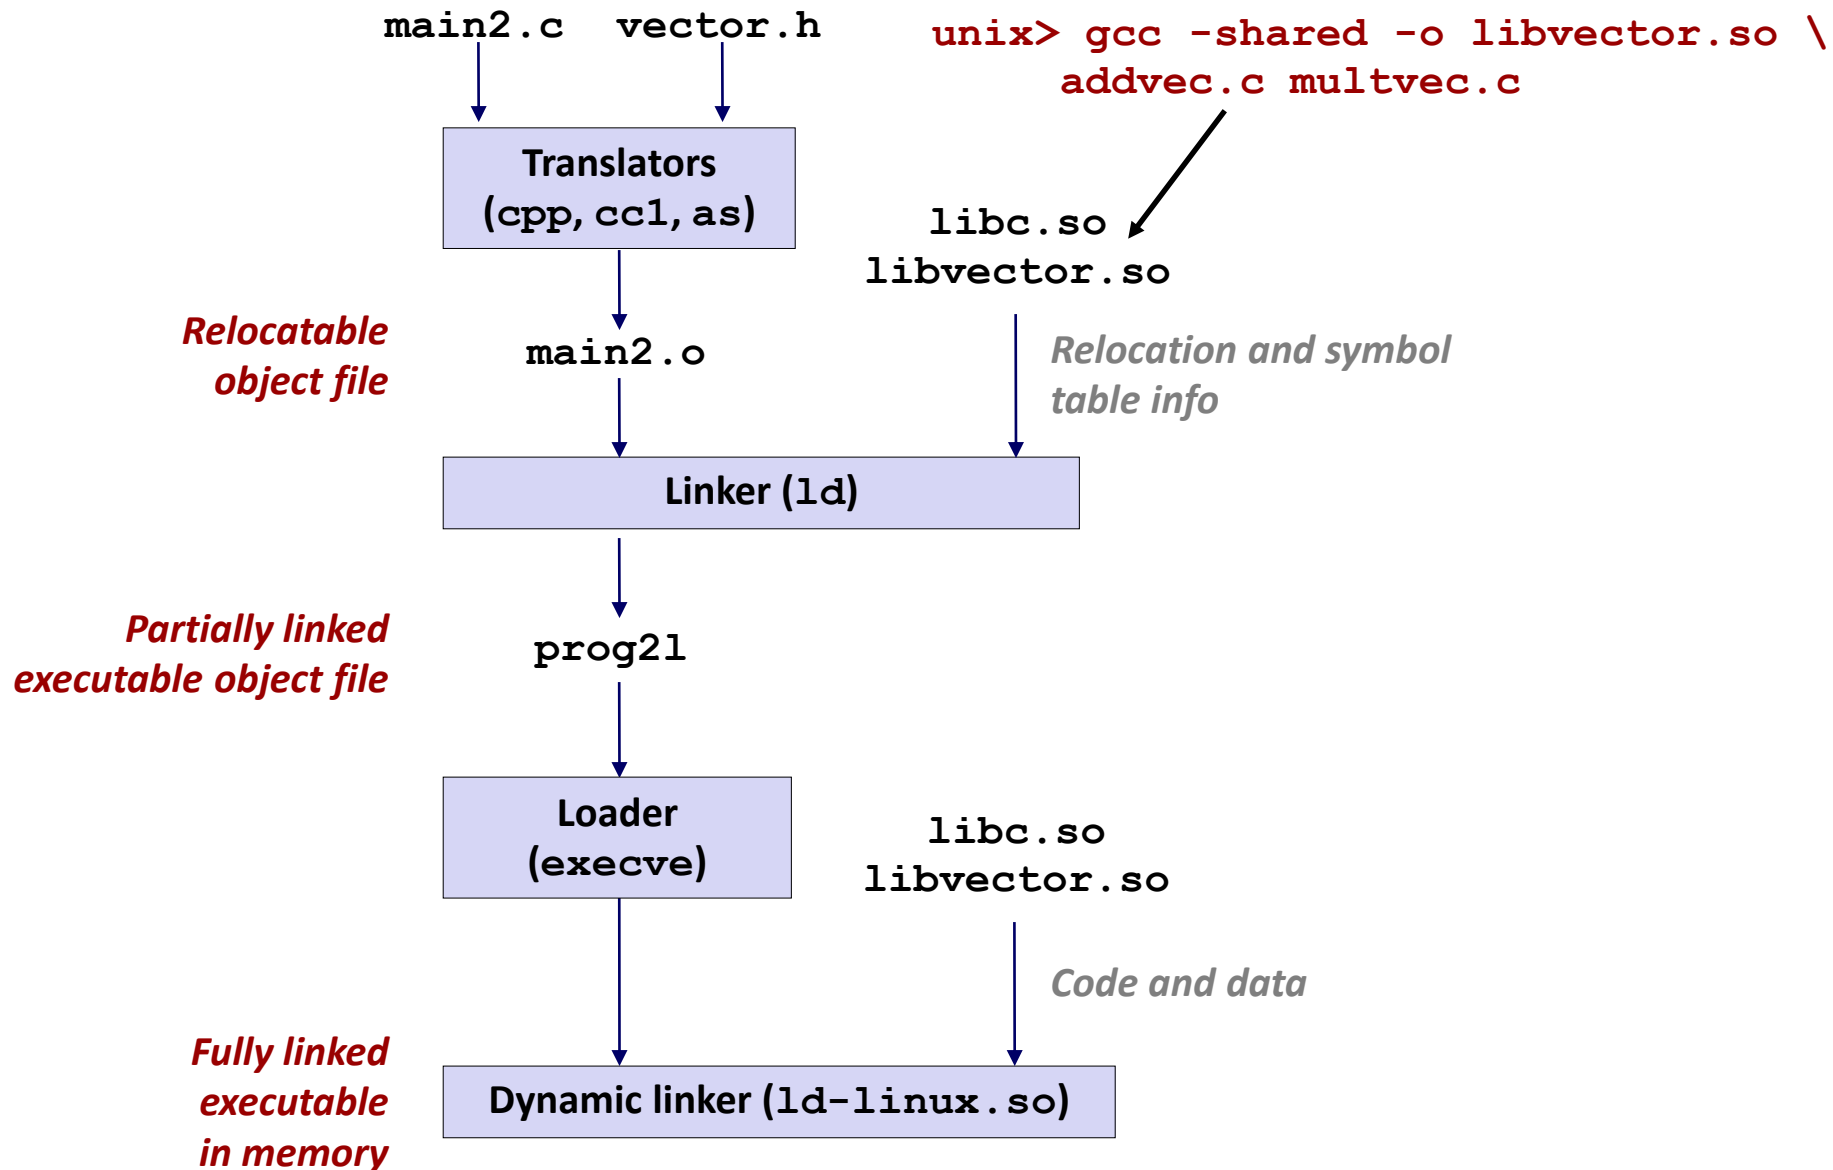 main2.c vector.h
unix> gcc -shared -o libvector.so \
addvec.c multvec.c
Translators
(cpp, cc1, as)
libc.so
libvector.so
Relocatable
object file
main2.o
Relocation and symbol
table info
Linker (ld)
Partially linked
executable object file
prog2l
Loader
(execve)
libc.so
libvector.so
Code and data
Fully linked
executable
in memory
Dynamic linker (ld-linux.so)